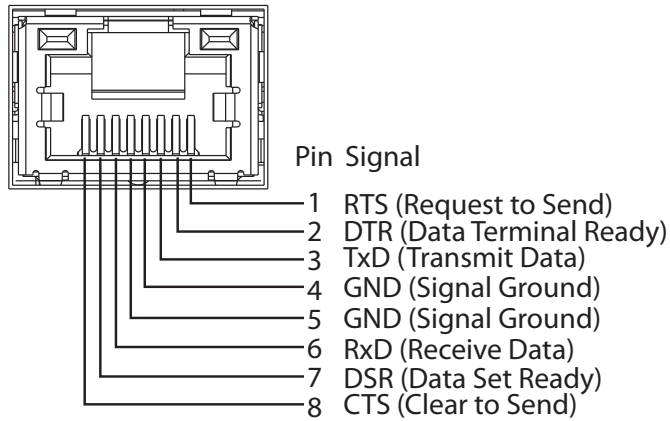 Pin Signal
1 RTS (Request to Send)
2 DTR (Data Terminal Ready)
3 TxD (Transmit Data)
4 GND (Signal Ground)
5 GND (Signal Ground)
6 RxD (Receive Data)
7 DSR (Data Set Ready)
8 CTS (Clear to Send)